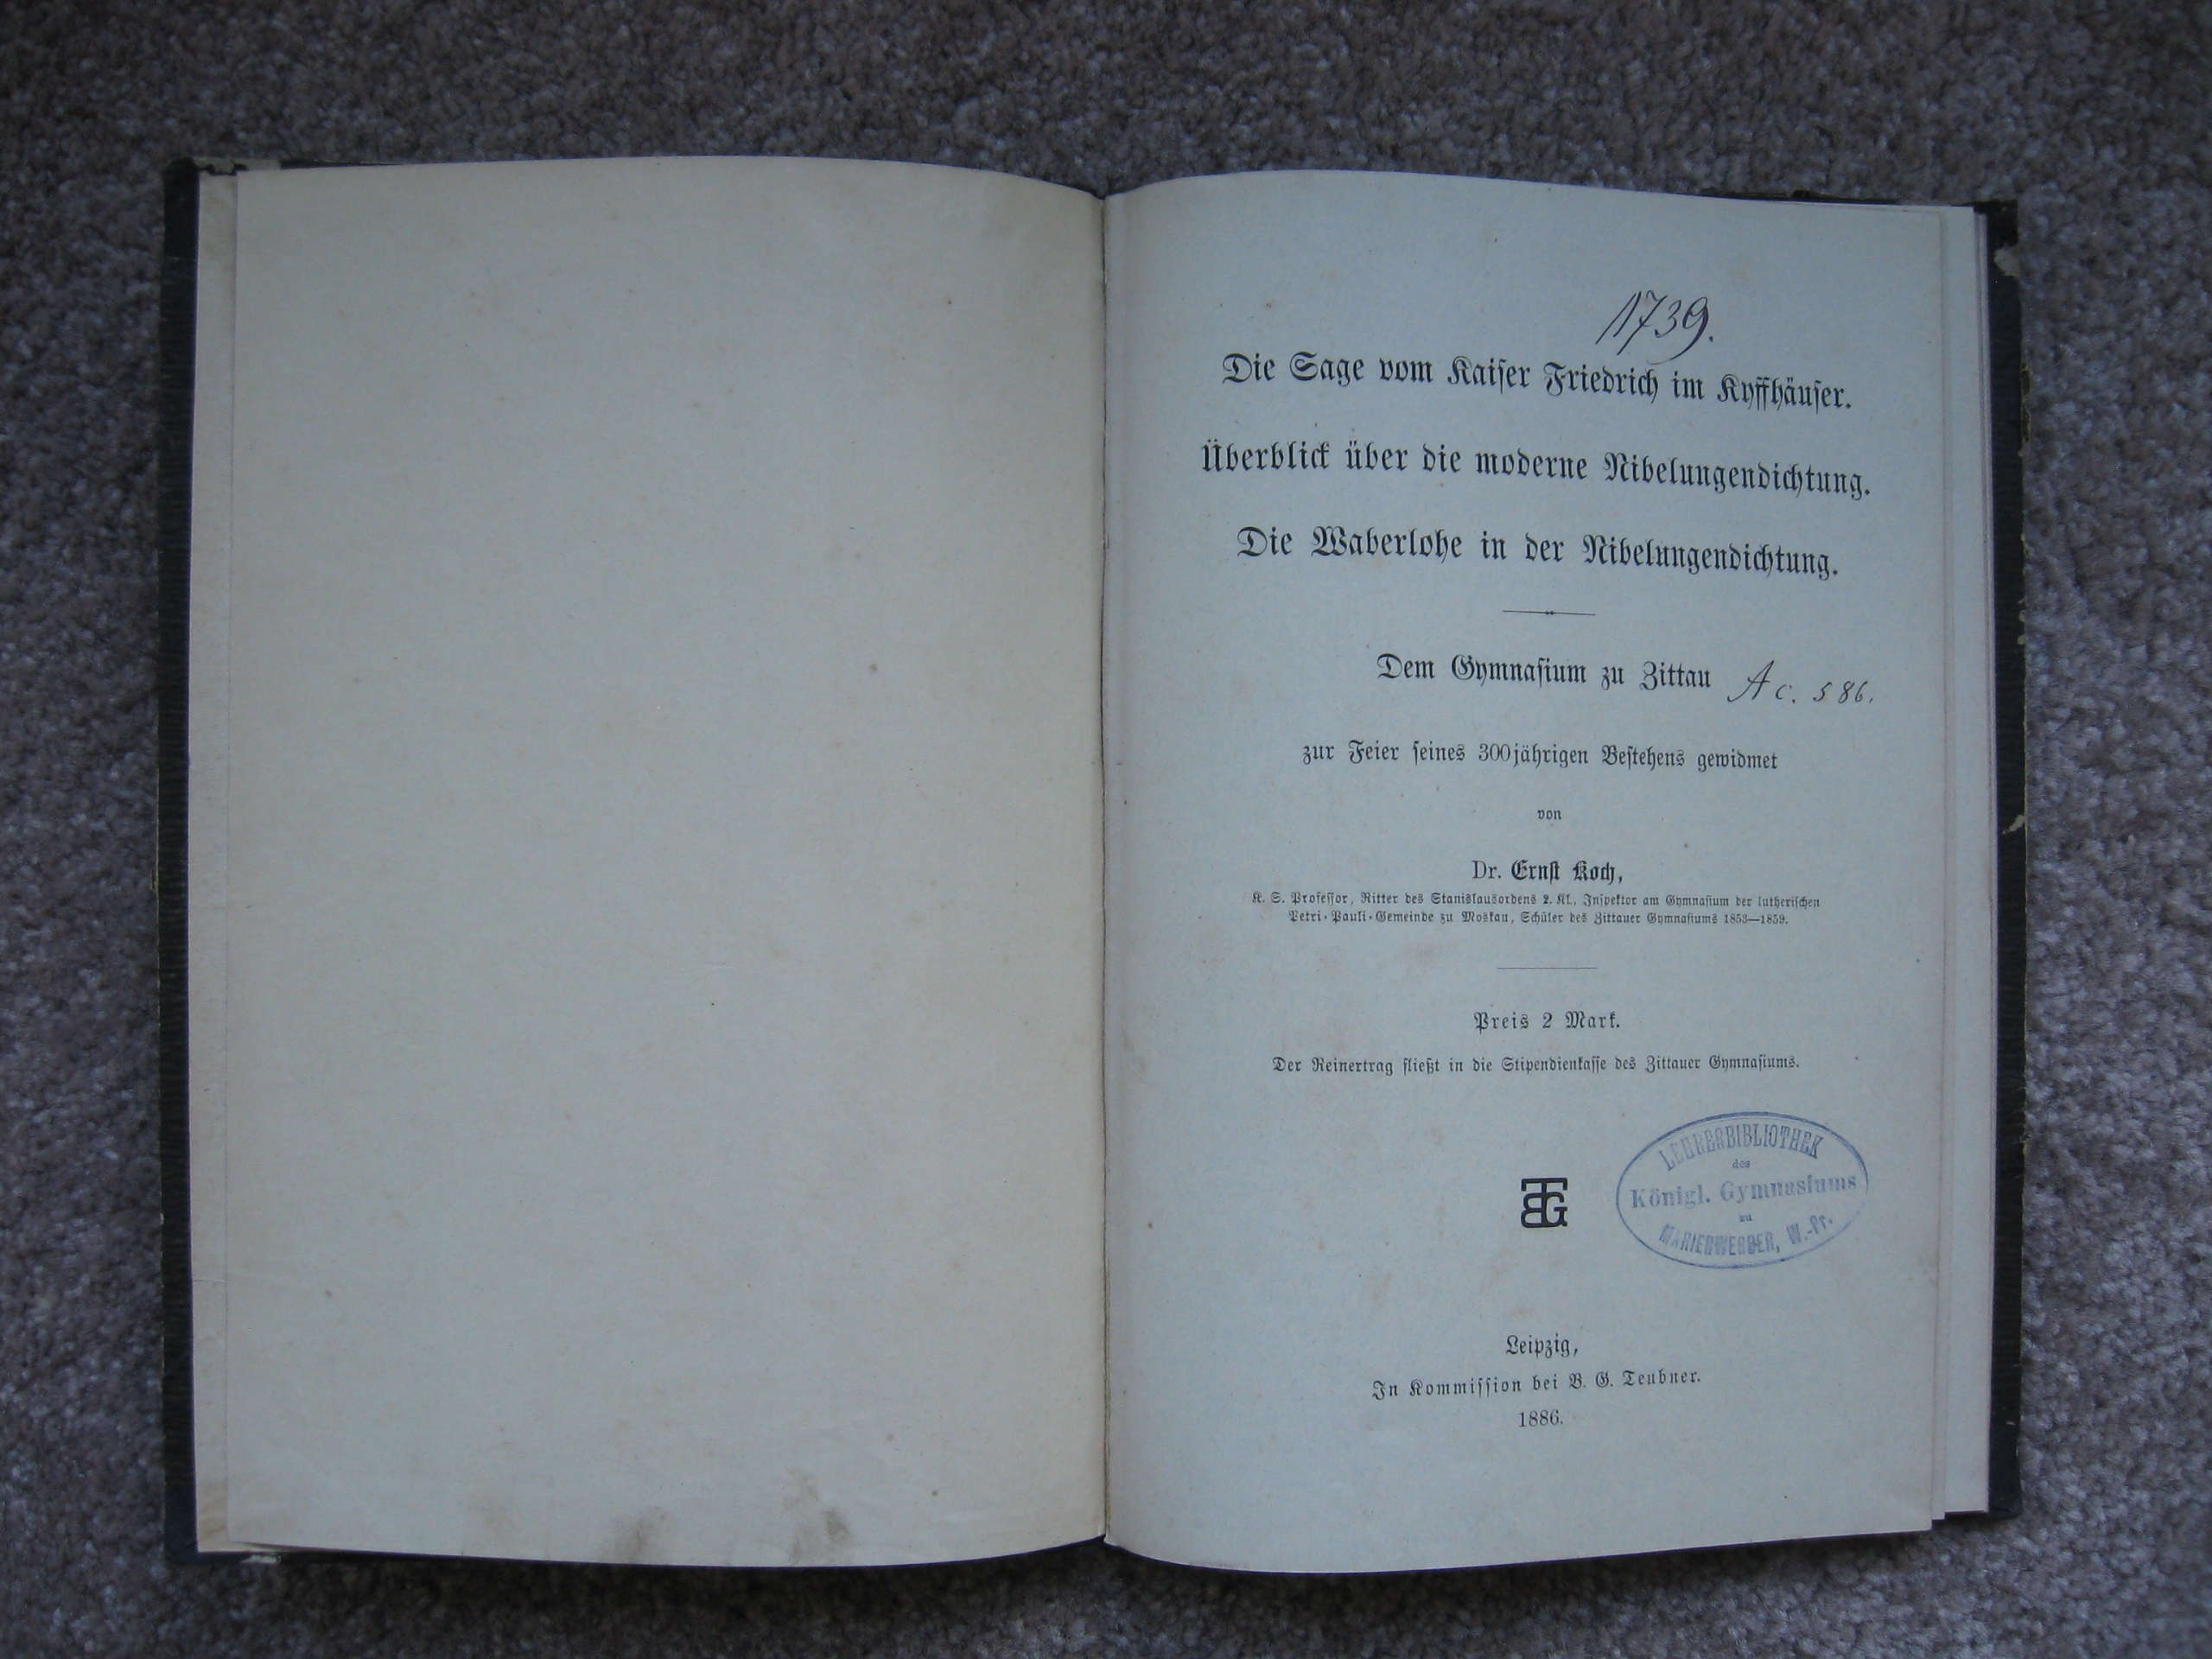 1739.
Die Sage vom Kaiser Friedrich im Kyffhäuser.
Überblick über die moderne Nibelungendichtung.
Die Waberlohe in der Nibelungendichtung.
Dem Gymnasium zu Zittau
Ac. 586.
zur Feier seines 300jährigen Bestehens gewidmet
von
Dr. Ernst Koch,
K. S. Professor, Ritter des Stanislausordens 2. Kl., Inspektor am Gymnasium der lutherischen
Petri-Pauli-Gemeinde zu Moskau, Schüler des Zittauer Gymnasiums 1853—1859.
Preis 2 Mark.
Der Reinertrag fließt in die Stipendienkasse des Zittauer Gymnasiums.
BGT
LEHRERBIBLIOTHEK
des
Königl. Gymnasiums
zu
MARIENWERDER, W.-Pr.
Leipzig,
In Kommission bei B. G. Teubner.
1886.